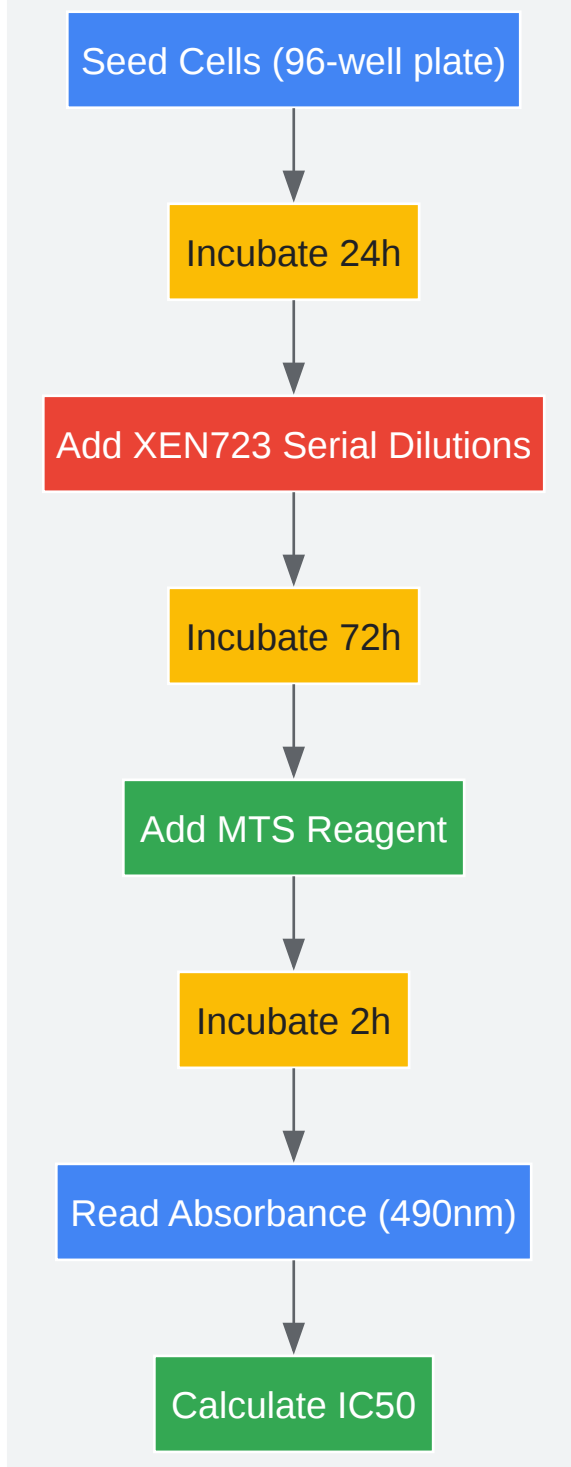 Seed Cells (96-well plate)
Incubate 24h
Add XEN723 Serial Dilutions
Incubate 72h
Add MTS Reagent
Incubate 2h
Read Absorbance (490nm)
Calculate IC50